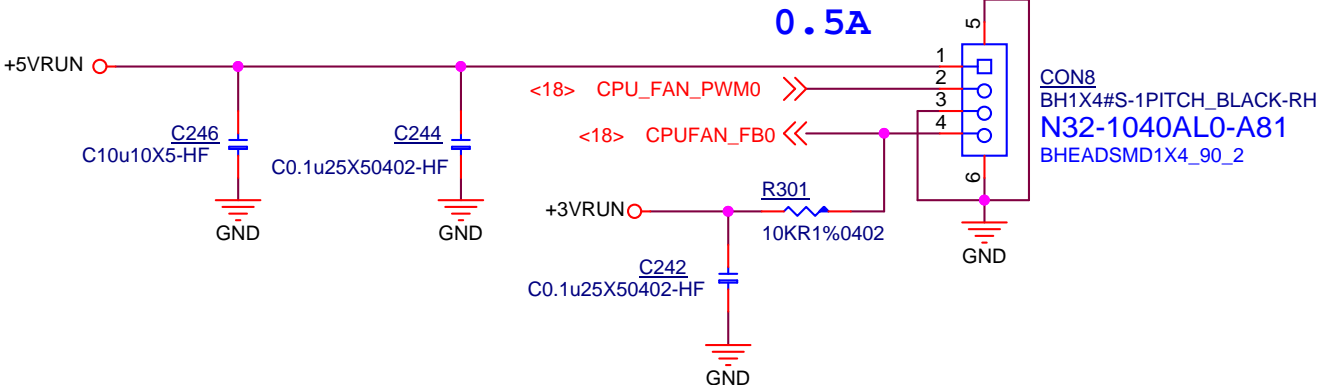 0.5A
5
+5VRUN
1
<18> CPU_FAN_PWM0
2
3
<18> CPUFAN_FB0
4
CON8
BH1X4#S-1PITCH_BLACK-RH
N32-1040AL0-A81
BHEADSMD1X4_90_2
C246
C10u10X5-HF
C244
C0.1u25X50402-HF
6
R301
+3VRUN
10KR1%0402
GND
GND
GND
C242
C0.1u25X50402-HF
GND